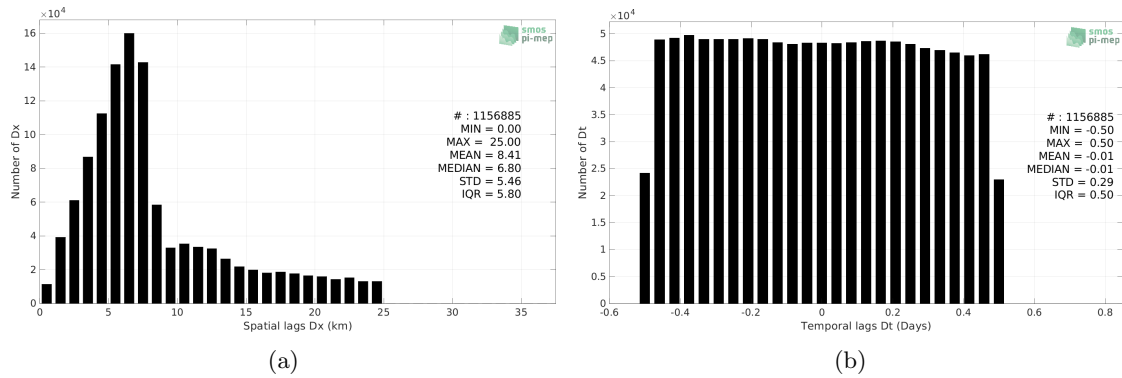 ×10⁴
16
14
12
10
8
6
4
2
0
Number of Dx
smos
pi-mep
# : 1156885
MIN = 0.00
MAX = 25.00
MEAN = 8.41
MEDIAN = 6.80
STD = 5.46
IQR = 5.80
0 5 10 15 20 25 30 35
Spatial lags Dx (km)
(a)
×10⁴
5
4.5
4
3.5
3
2.5
2
1.5
1
0.5
0
Number of Dt
smos
pi-mep
# : 1156885
MIN = -0.50
MAX = 0.50
MEAN = -0.01
MEDIAN = -0.01
STD = 0.29
IQR = 0.50
-0.6 -0.4 -0.2 0 0.2 0.4 0.6 0.8
Temporal lags Dt (Days)
(b)